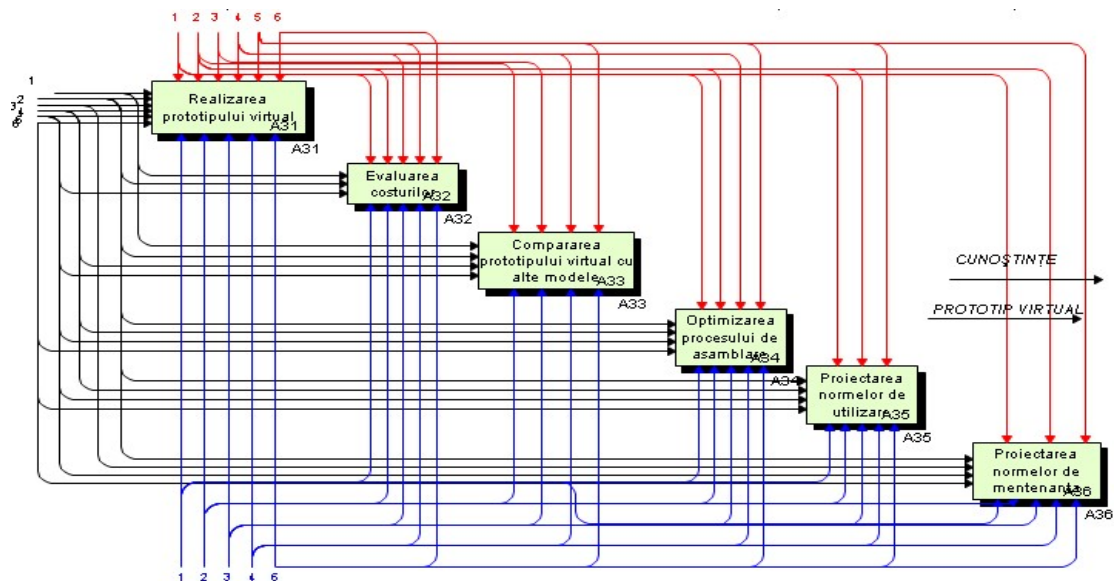 1 2 3 4 5 6
1
2
3
4
5
6
Realizarea
prototipului virtual
A31
A31
Evaluarea
costurilor
A32
A32
Compararea
prototipului virtual cu
alte modele
A33
A33
CUNOŞTINŢE
PROTOTIP VIRTUAL
Optimizarea
procesului de
asamblare
A34
A34
Proiectarea
normelor de
utilizare
A35
A35
Proiectarea
normelor de
mentenanta
A36
A36
1 2 3 4 6